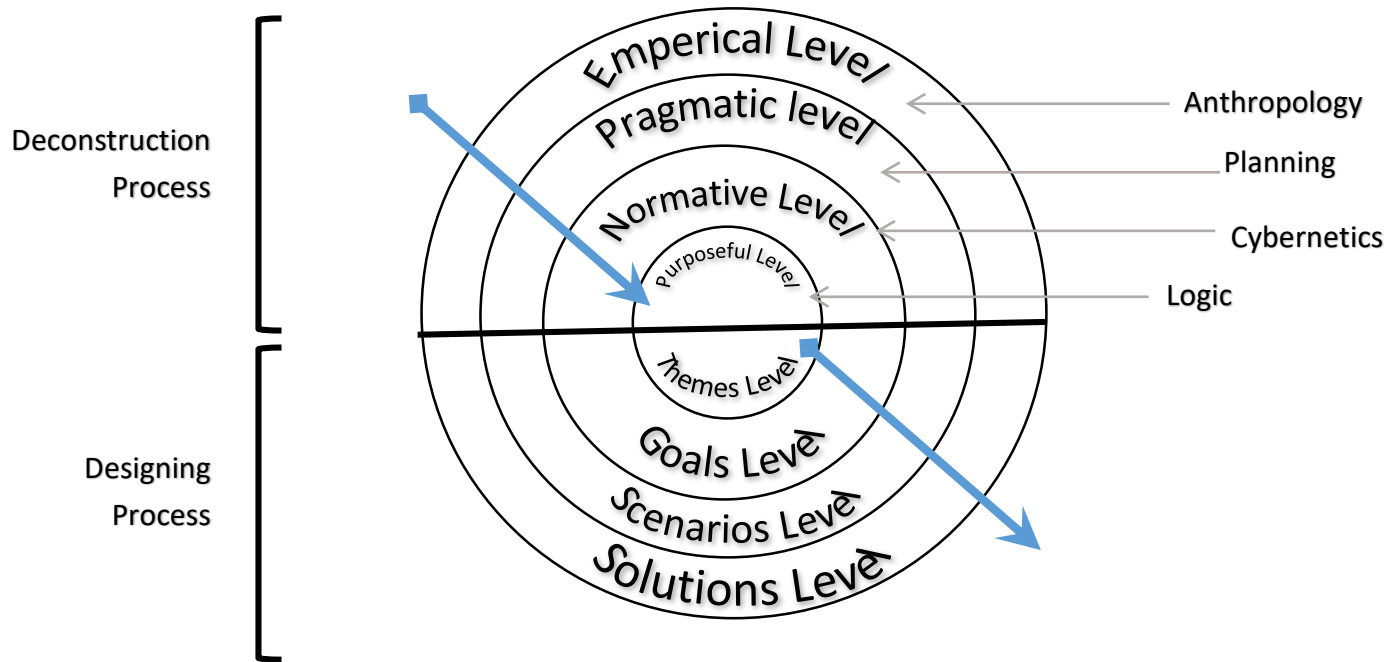 Emperical Level
Pragmatic level
Normative Level
Purposeful Level
Themes Level
Goals Level
Scenarios Level
Solutions Level
Deconstruction
Process
Designing
Process
Anthropology
Planning
Cybernetics
Logic